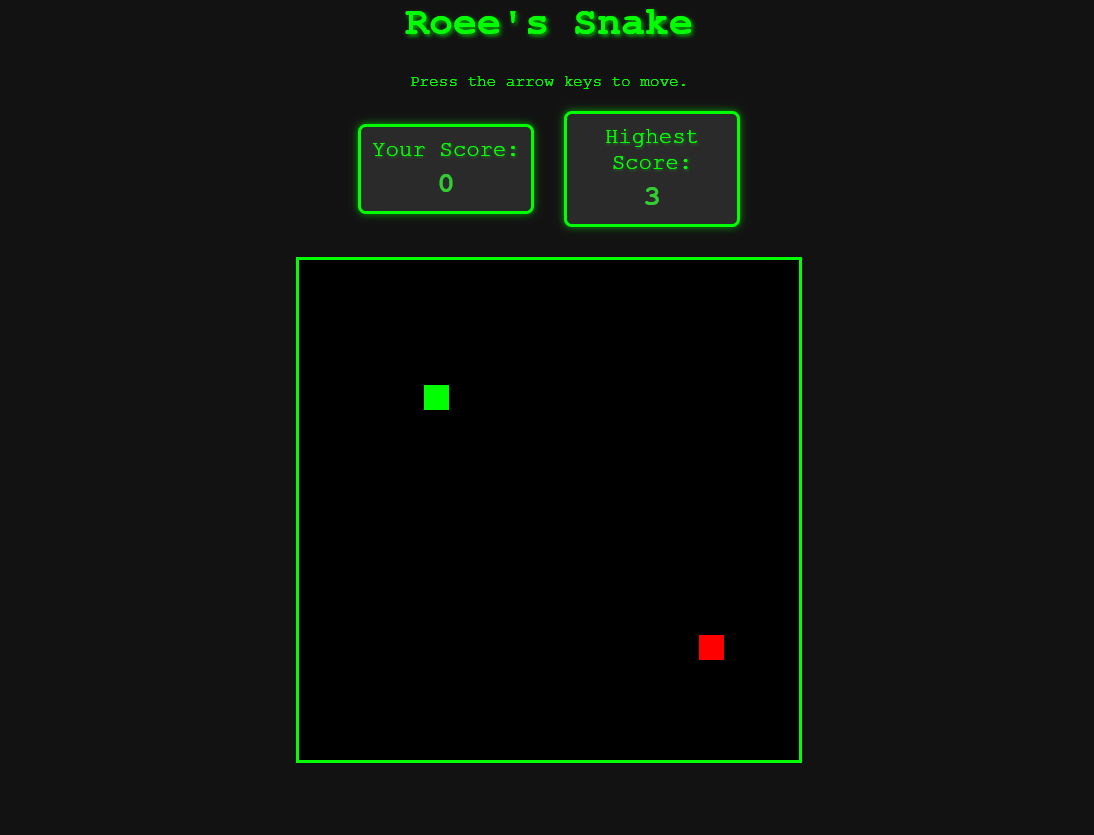 Roee's Snake
Press the arrow keys to move.
Your Score:
0
Highest
Score:
3